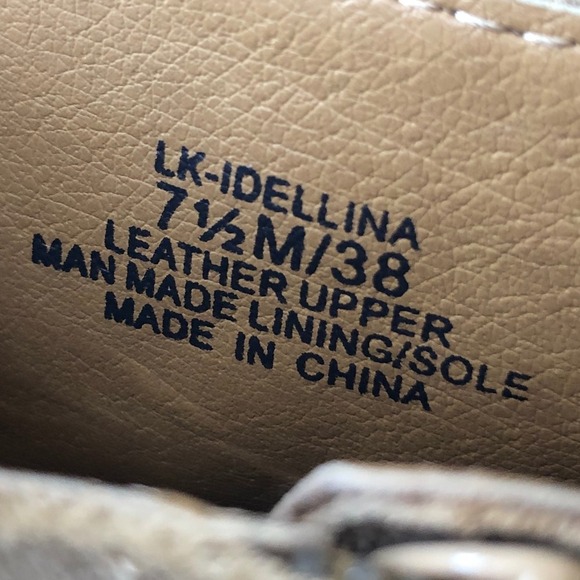 LK-IDELLINA
7½M/38
LEATHER UPPER
MAN MADE LINING/SOLE
MADE IN CHINA